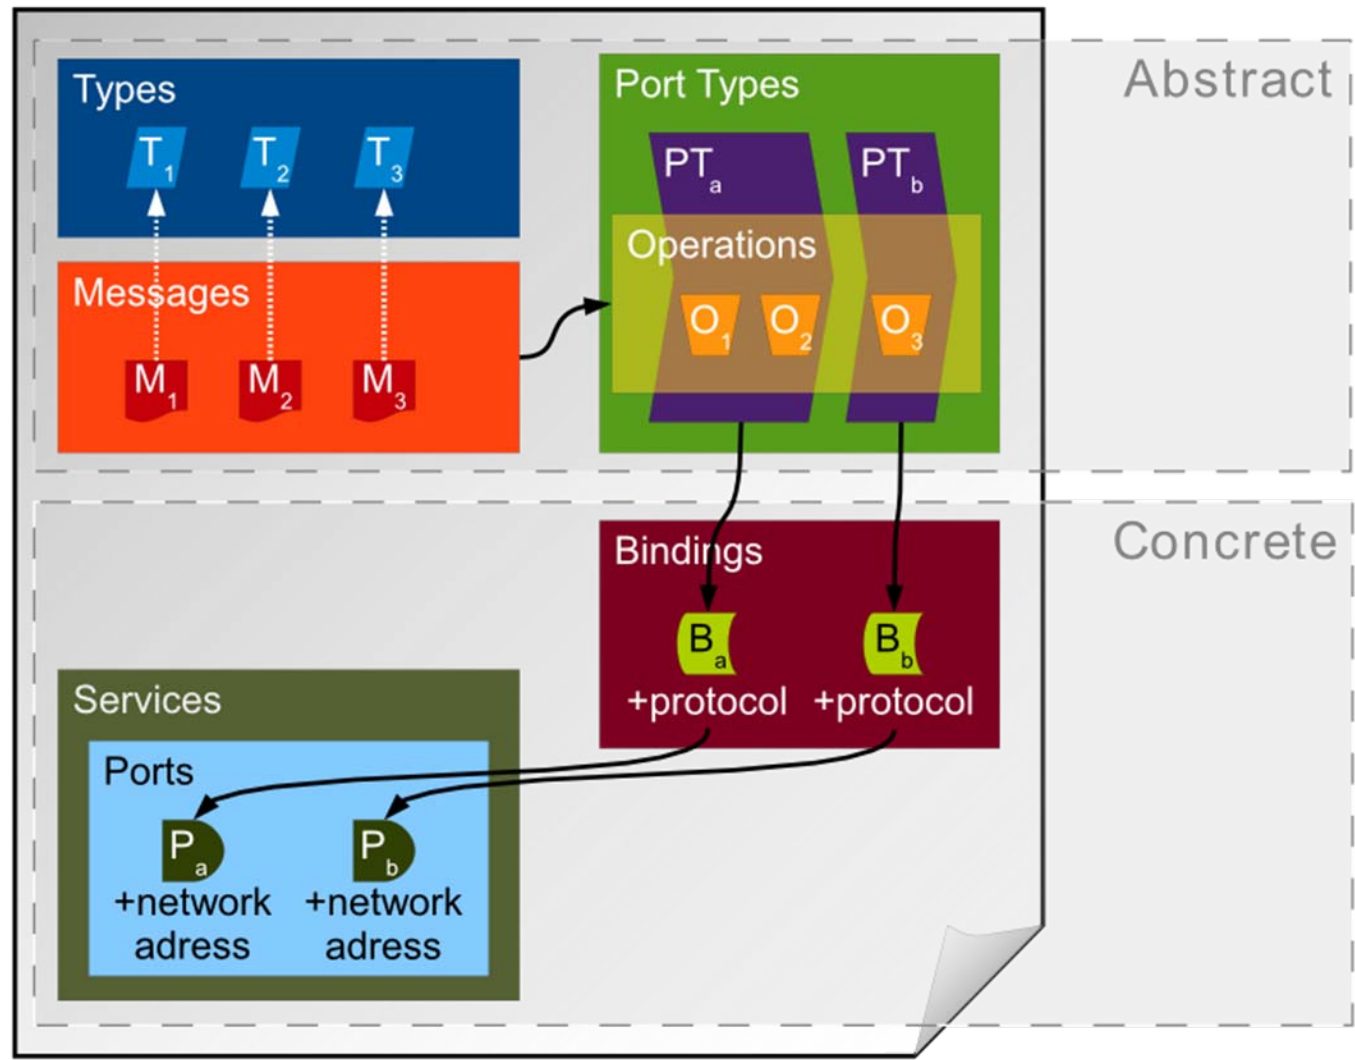 Abstract
Types
T1 T2 T3
Messages
M1 M2 M3
Port Types
PTa PTb
Operations
O1 O2 O3
Concrete
Bindings
Ba Bb
+protocol +protocol
Services
Ports
Pa Pb
+network +network
adress adress